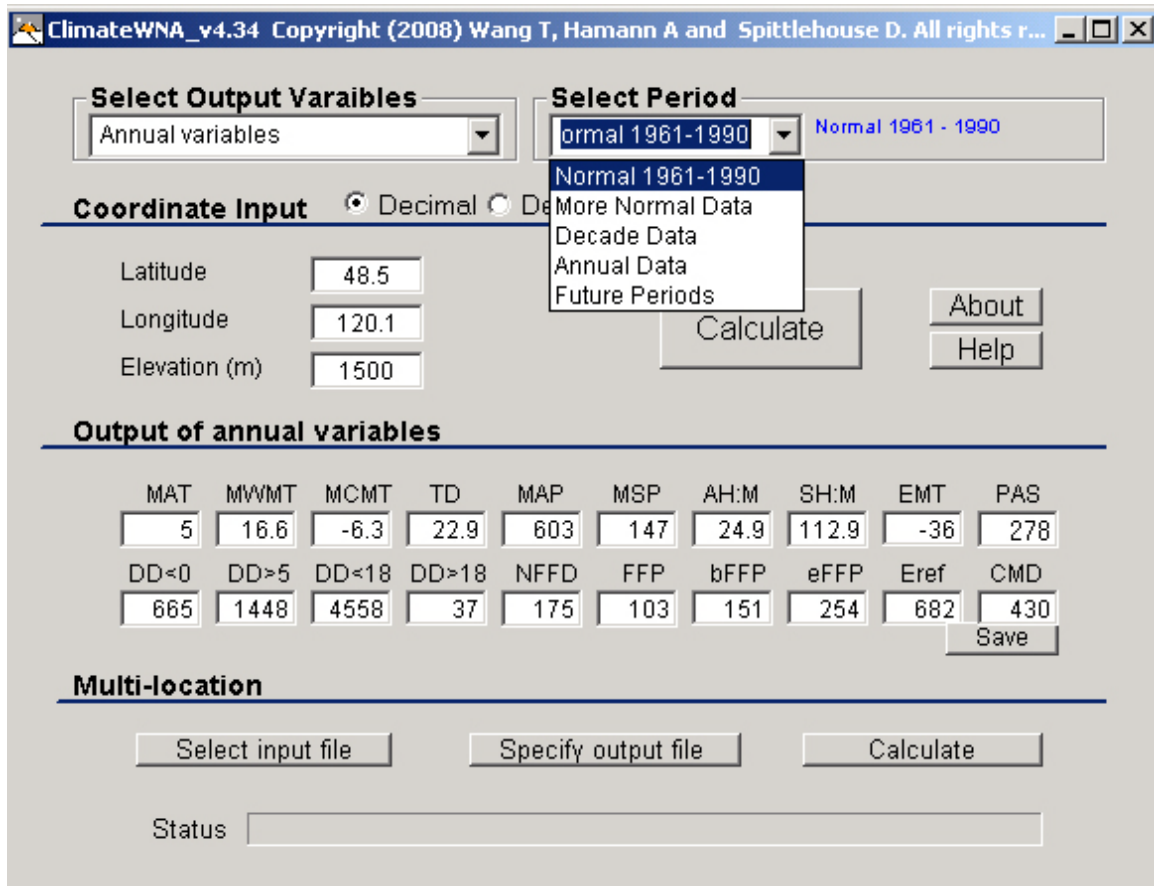 ClimateWNA_v4.34 Copyright (2008) Wang T, Hamann A and Spittlehouse D. All rights r...
Select Output Varaibles
Select Period
Annual variables
ormal 1961-1990
Normal 1961 - 1990
Normal 1961-1990
More Normal Data
Decade Data
Annual Data
Future Periods
Coordinate Input
Decimal
De
Latitude
48.5
Longitude
120.1
Elevation (m)
1500
Calculate
About
Help
Output of annual variables
MAT MWMT MCMT TD MAP MSP AH:M SH:M EMT PAS
5 16.6 -6.3 22.9 603 147 24.9 112.9 -36 278
DD<0 DD>5 DD<18 DD>18 NFFD FFP bFFP eFFP Eref CMD
665 1448 4558 37 175 103 151 254 682 430
Save
Multi-location
Select input file
Specify output file
Calculate
Status